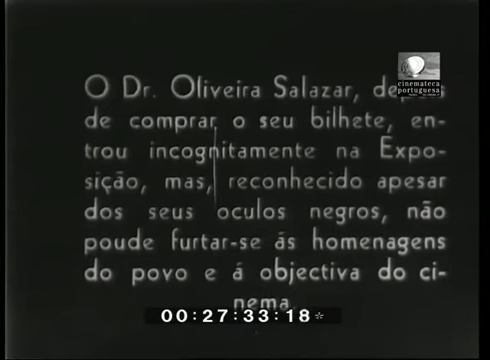 cinemateca
portuguesa
O Dr. Oliveira Salazar, depois
de comprar o seu bilhete, en-
trou incognitamente na Expo-
sição, mas, reconhecido apesar
dos seus oculos negros, não
poude furtar-se ás homenagens
do povo e á objectiva do ci-
nema.
00:27:33:18*